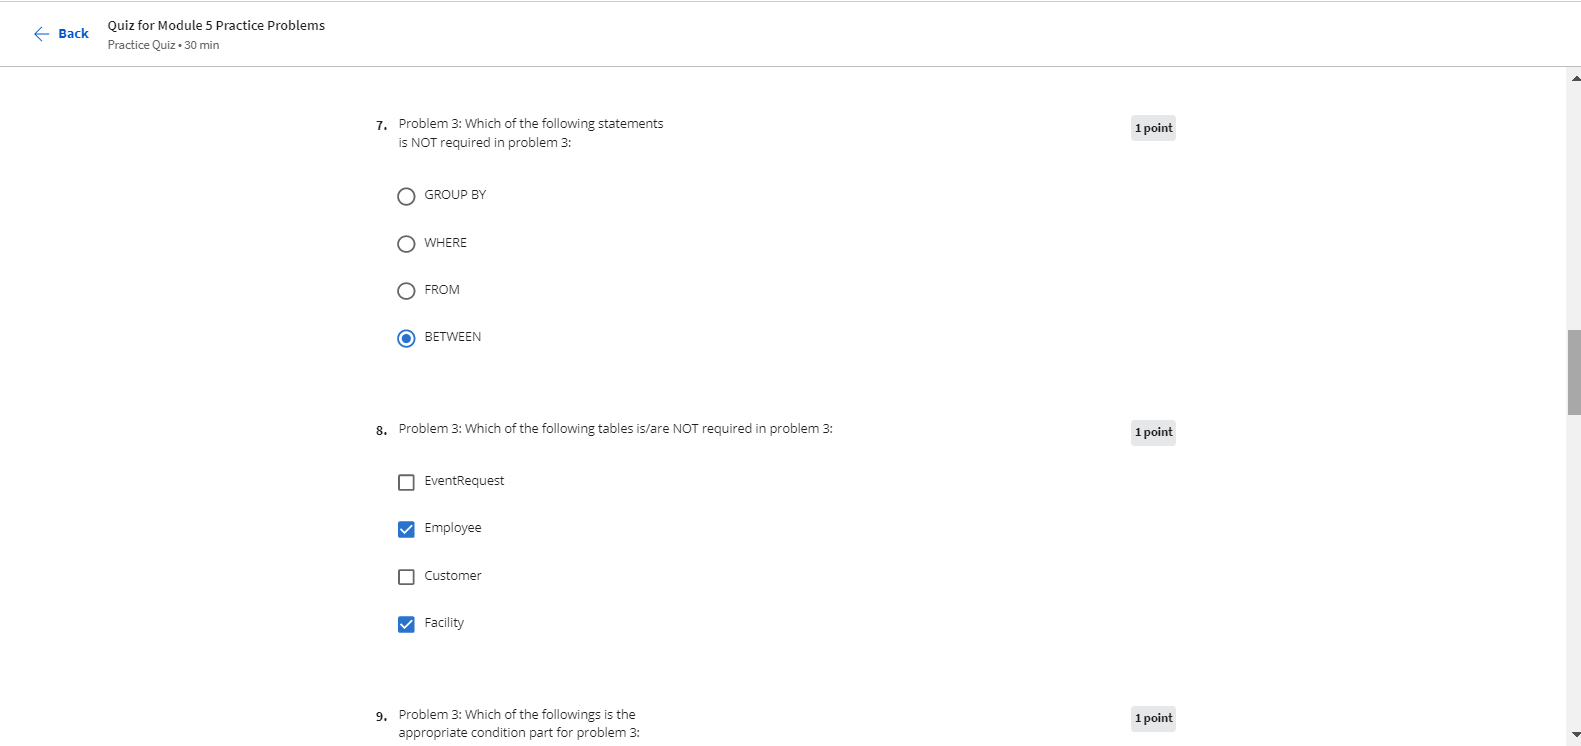 Back
Quiz for Module 5 Practice Problems
Practice Quiz • 30 min
7. Problem 3: Which of the following statements
is NOT required in problem 3:
1 point
GROUP BY
WHERE
FROM
BETWEEN
8. Problem 3: Which of the following tables is/are NOT required in problem 3:
1 point
EventRequest
Employee
Customer
Facility
9. Problem 3: Which of the followings is the
appropriate condition part for problem 3:
1 point